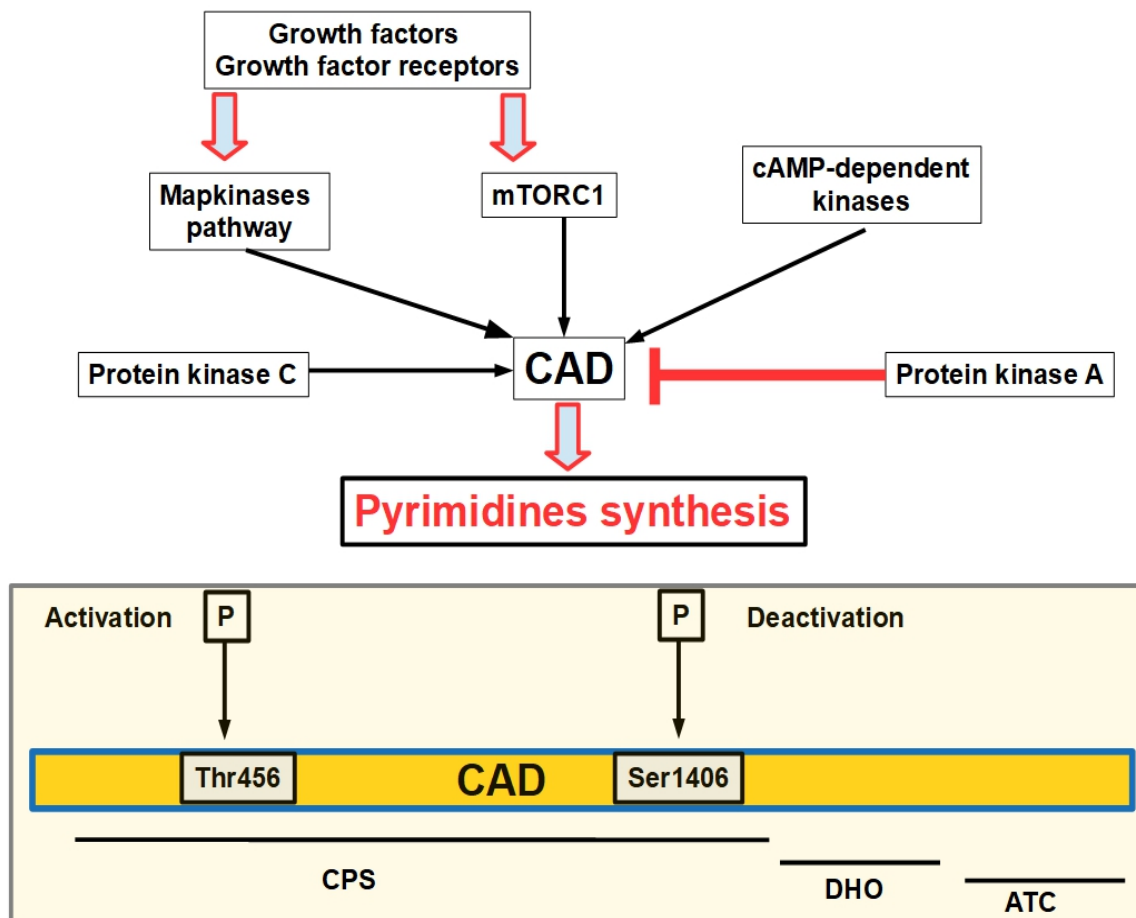 Growth factors
Growth factor receptors
Mapkinases
pathway
mTORC1
cAMP-dependent
kinases
Protein kinase C
CAD
Protein kinase A
Pyrimidines synthesis
Activation
P
P
Deactivation
Thr456
CAD
Ser1406
CPS
DHO
ATC